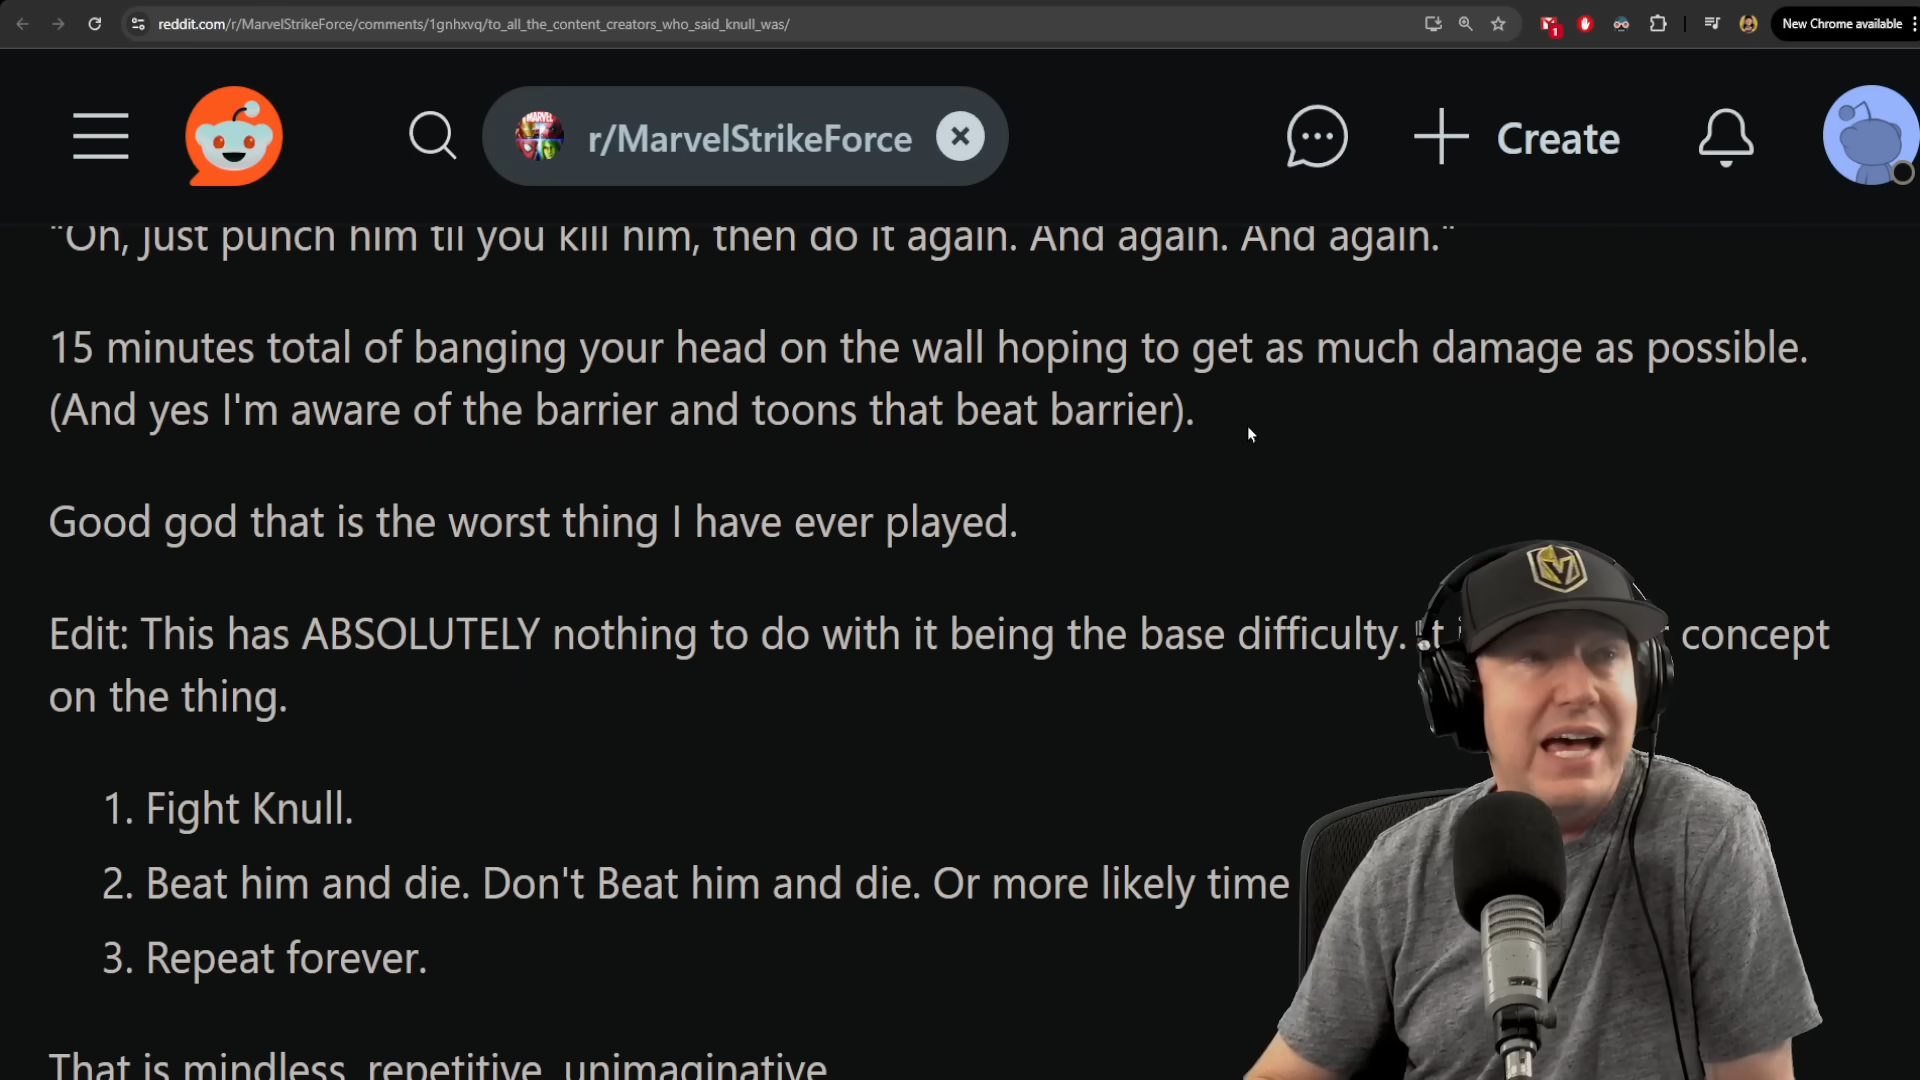 reddit.com/r/MarvelStrikeForce/comments/1gnhxvq/to_all_the_content_creators_who_said_knull_was/
1
New Chrome available
MARVEL
r/MarvelStrikeForce
Create
"Oh, just punch him til you kill him, then do it again. And again. And again."
15 minutes total of banging your head on the wall hoping to get as much damage as possible.
(And yes I'm aware of the barrier and toons that beat barrier).
Good god that is the worst thing I have ever played.
Edit: This has ABSOLUTELY nothing to do with it being the base difficulty. concept
on the thing.
1. Fight Knull.
2. Beat him and die. Don't Beat him and die. Or more likely time
3. Repeat forever.
That is mindless, repetitive, unimaginative